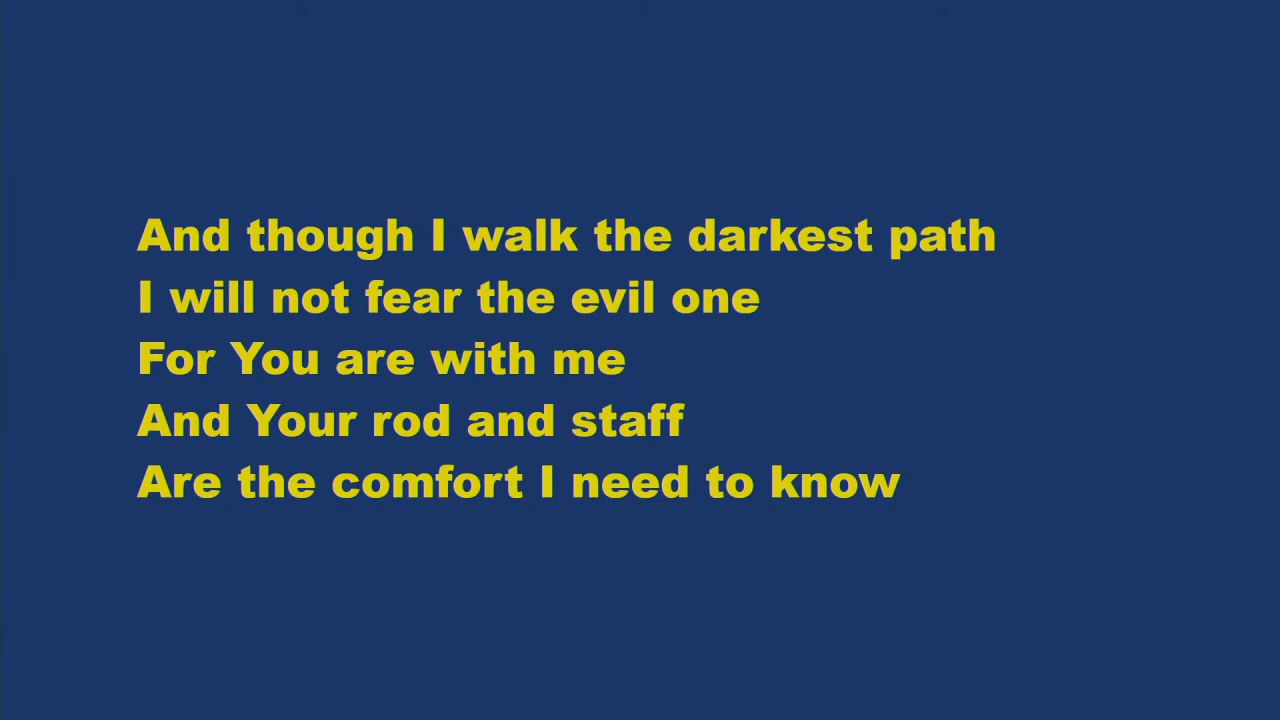 And though I walk the darkest path
I will not fear the evil one
For You are with me
And Your rod and staff
Are the comfort I need to know